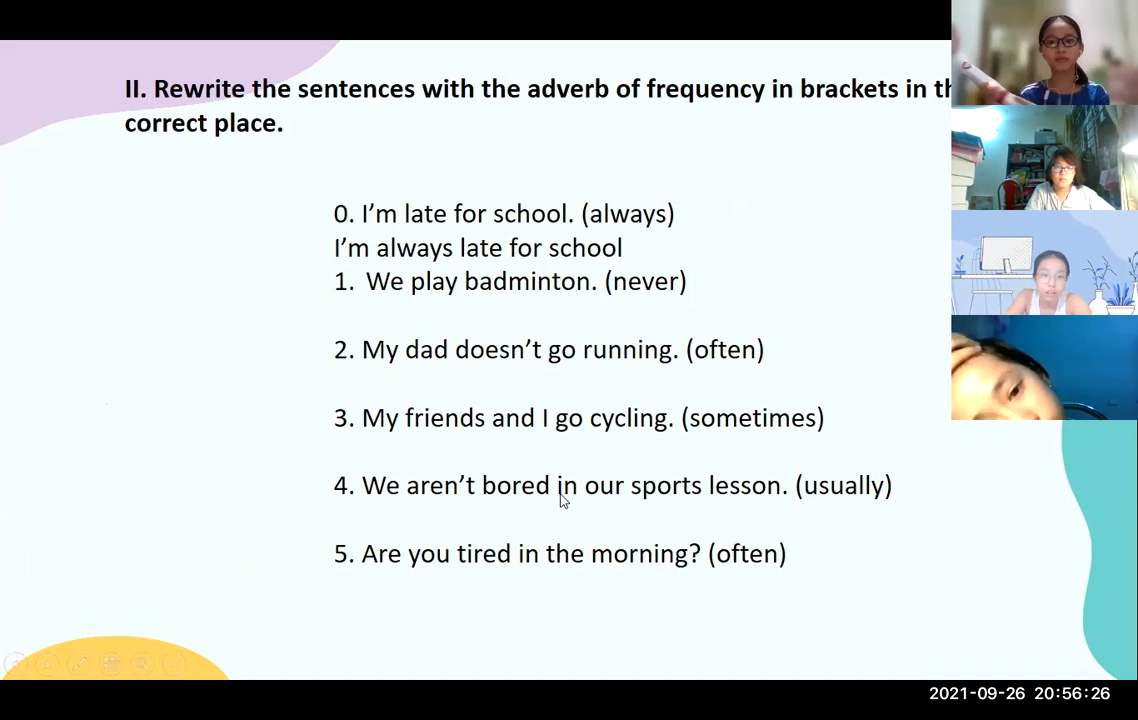 II. Rewrite the sentences with the adverb of frequency in brackets in th
correct place.
0. I’m late for school. (always)
I’m always late for school
1. We play badminton. (never)
2. My dad doesn’t go running. (often)
3. My friends and I go cycling. (sometimes)
4. We aren’t bored in our sports lesson. (usually)
5. Are you tired in the morning? (often)
2021-09-26 20:56:26